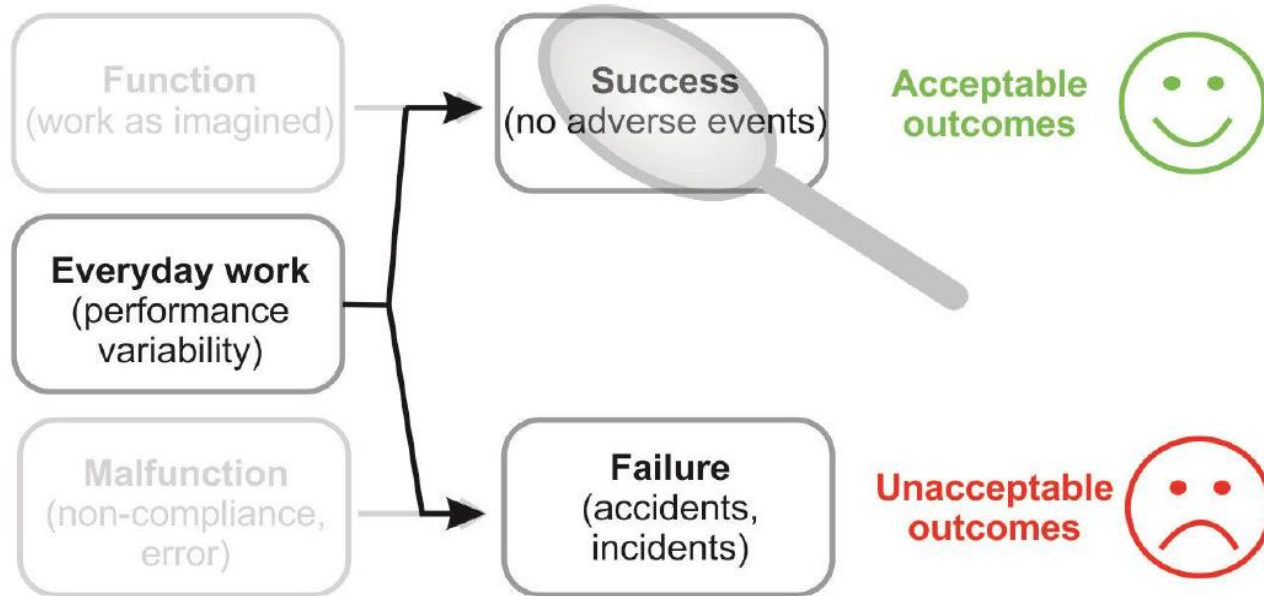 Function
(work as imagined)
Success
(no adverse events)
Acceptable
outcomes
Everyday work
(performance
variability)
Malfunction
(non-compliance,
error)
Failure
(accidents,
incidents)
Unacceptable
outcomes